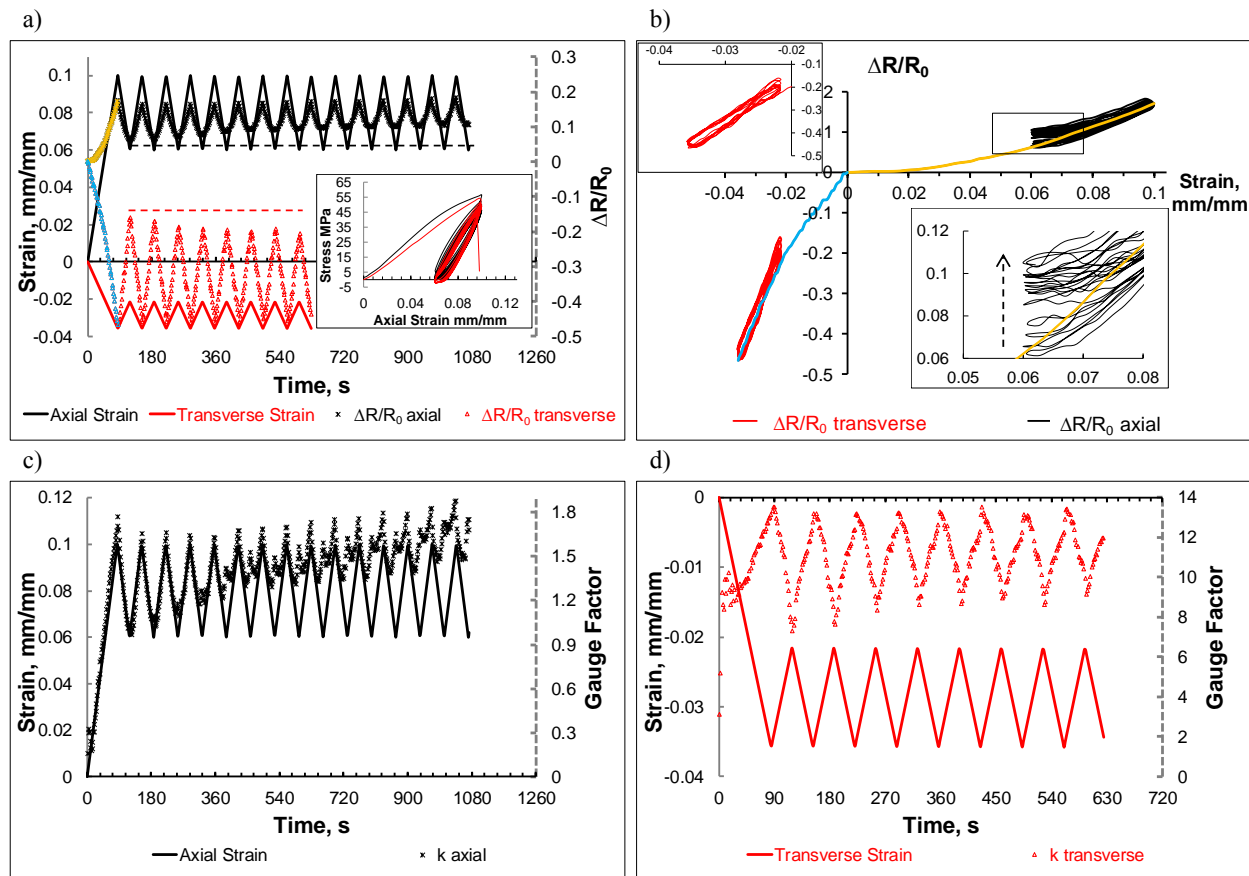 a)
0.1
0.08
0.06
0.04
0.02
0
-0.02
-0.04
Strain, mm/mm
0.3
0.2
0.1
0
-0.1
-0.2
-0.3
-0.4
-0.5
ΔR/R0
65
55
45
35
25
15
5
-5
Stress MPa
0 0.04 0.08 0.12
Axial Strain mm/mm
0 180 360 540 720 900 1080 1260
Time, s
Axial Strain Transverse Strain ΔR/R0 axial ΔR/R0 transverse
b)
-0.04 -0.03 -0.02
-0.1
-0.2
-0.3
-0.4
-0.5
ΔR/R0
2
1
0
-0.1
-0.2
-0.3
-0.4
-0.5
-0.04 -0.02 0 0.02 0.04 0.06 0.08 0.1
Strain,
mm/mm
0.12
0.1
0.08
0.06
0.05 0.06 0.07 0.08
ΔR/R0 transverse ΔR/R0 axial
c)
0.12
0.1
0.08
0.06
0.04
0.02
0
Strain, mm/mm
1.8
1.5
1.2
0.9
0.6
0.3
0
Gauge Factor
0 180 360 540 720 900 1080 1260
Time, s
Axial Strain k axial
d)
0
-0.01
-0.02
-0.03
-0.04
Strain, mm/mm
14
12
10
8
6
4
2
0
Gauge Factor
0 90 180 270 360 450 540 630 720
Time, s
Transverse Strain k transverse